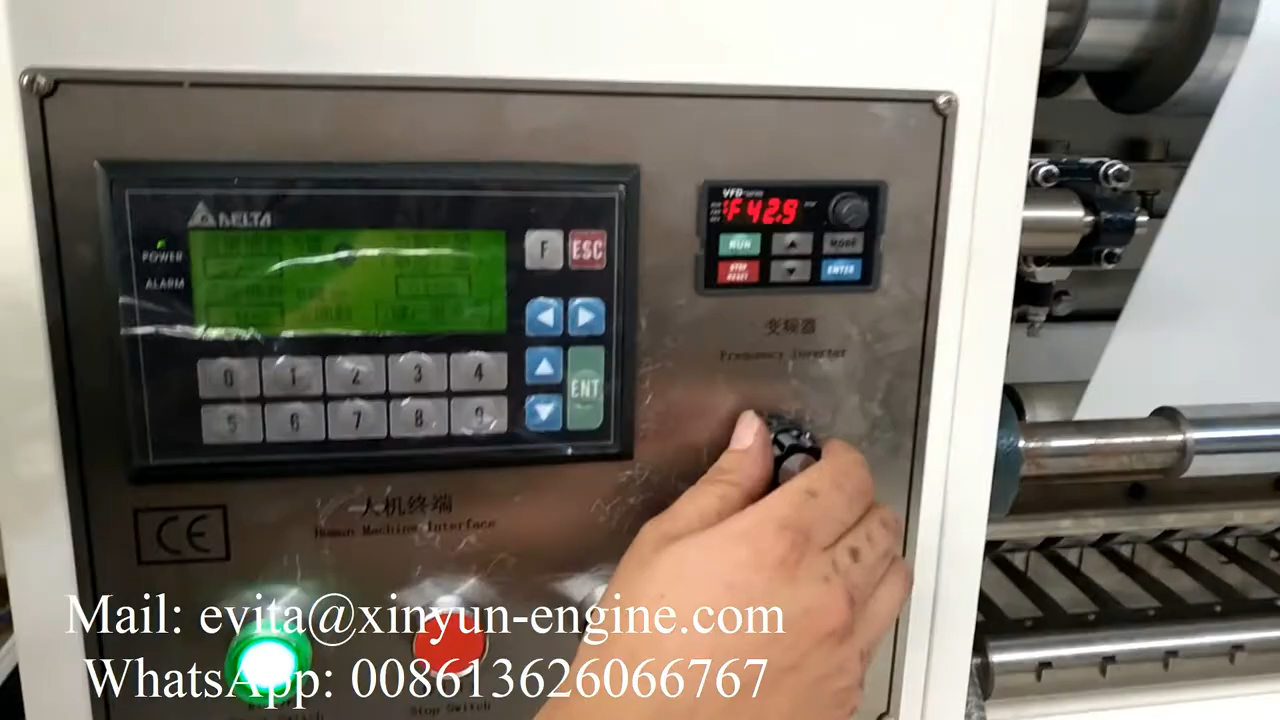 DELTA
POWER
ALARM
F
ESC
0 1 2 3 4
5 6 7 8 9
ENT
VFD
F 42.9
RUN
MODE
STOP
RESET
ENTER
变频器
Frequency Inverter
人机终端
Human Machine Interface
CE
Mail: evita@xinyun-engine.com
WhatsApp: 008613626066767
Stop Switch